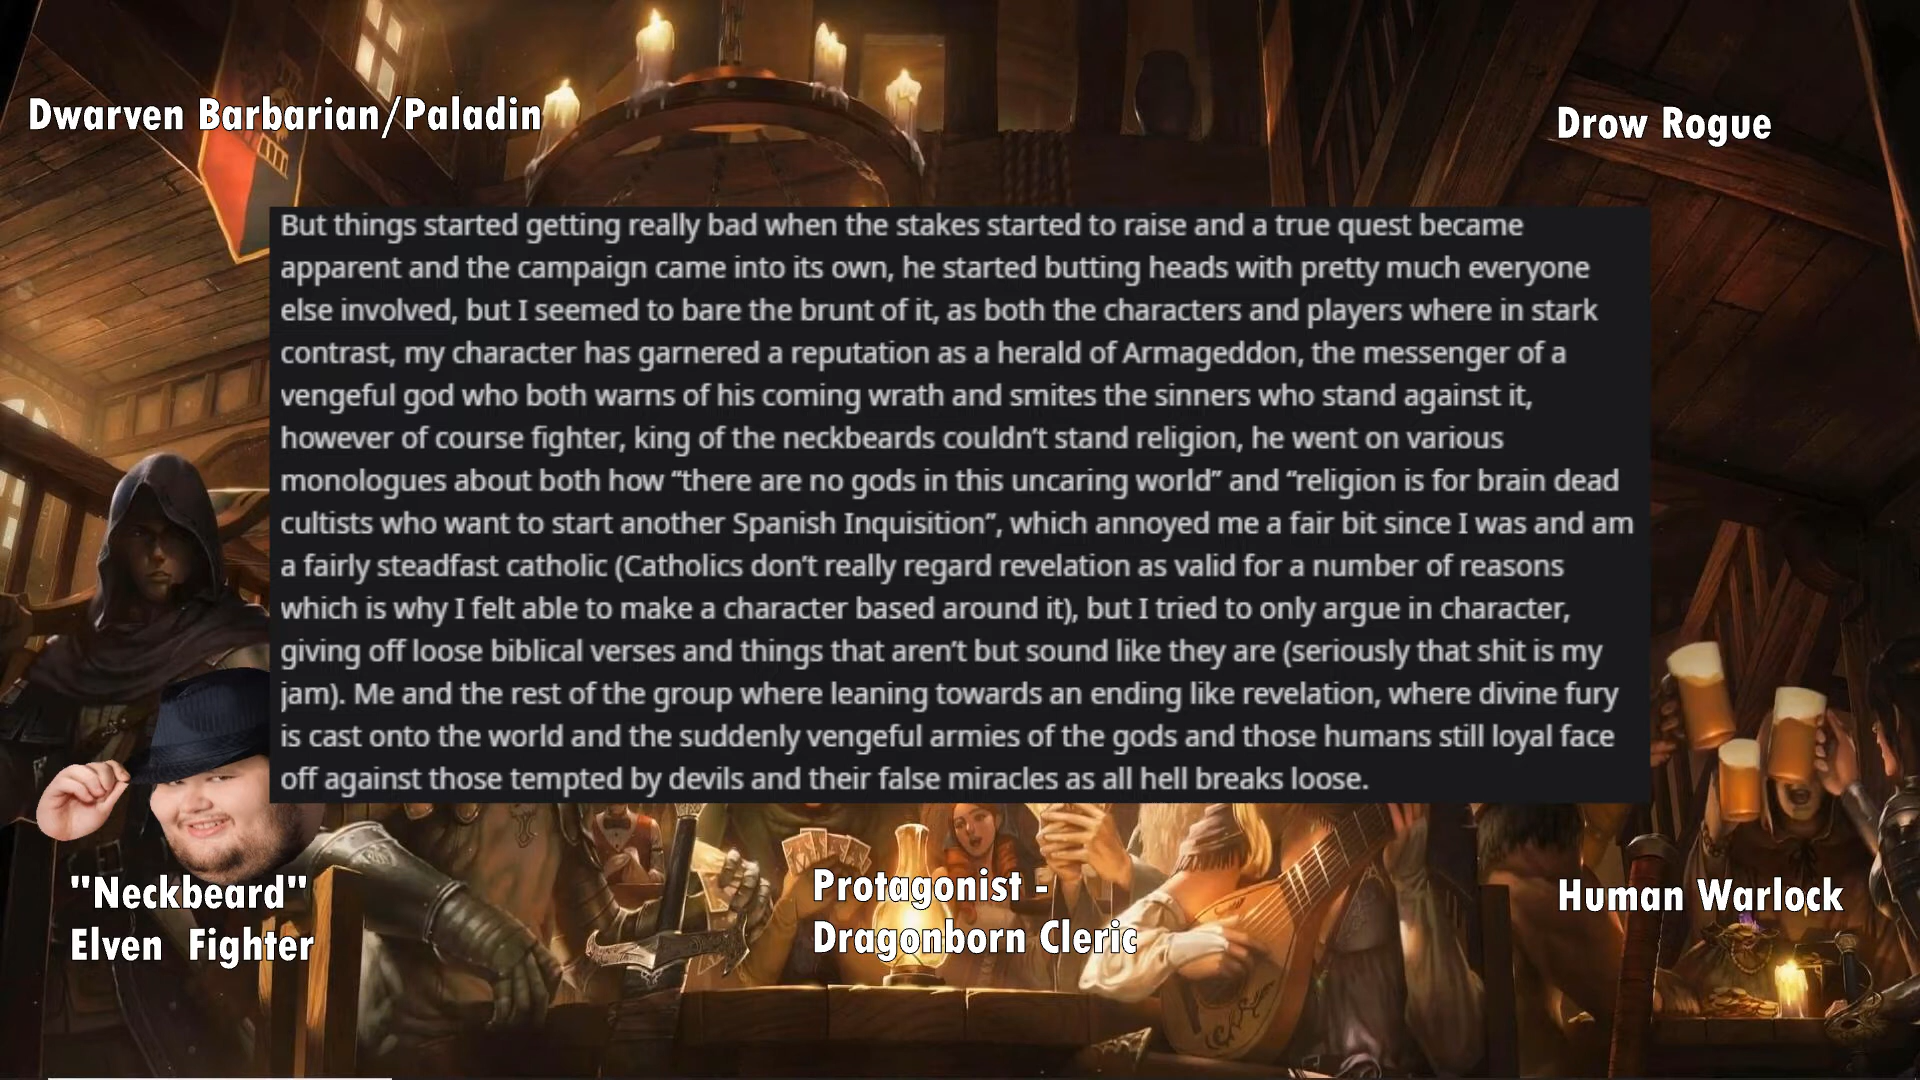 Dwarven Barbarian/Paladin
Drow Rogue
But things started getting really bad when the stakes started to raise and a true quest became
apparent and the campaign came into its own, he started butting heads with pretty much everyone
else involved, but I seemed to bare the brunt of it, as both the characters and players where in stark
contrast, my character has garnered a reputation as a herald of Armageddon, the messenger of a
vengeful god who both warns of his coming wrath and smites the sinners who stand against it,
however of course fighter, king of the neckbeards couldn’t stand religion, he went on various
monologues about both how “there are no gods in this uncaring world” and “religion is for brain dead
cultists who want to start another Spanish Inquisition”, which annoyed me a fair bit since I was and am
a fairly steadfast catholic (Catholics don’t really regard revelation as valid for a number of reasons
which is why I felt able to make a character based around it), but I tried to only argue in character,
giving off loose biblical verses and things that aren’t but sound like they are (seriously that shit is my
jam). Me and the rest of the group where leaning towards an ending like revelation, where divine fury
is cast onto the world and the suddenly vengeful armies of the gods and those humans still loyal face
off against those tempted by devils and their false miracles as all hell breaks loose.
"Neckbeard"
Elven Fighter
Protagonist -
Dragonborn Cleric
Human Warlock